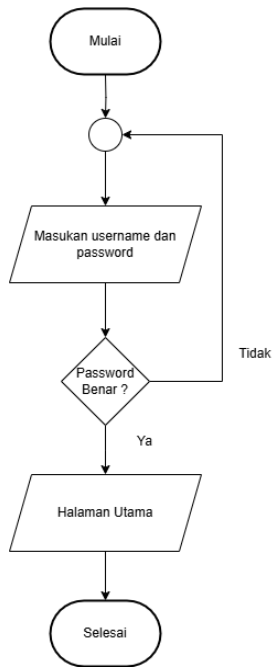 Mulai
Masukan username dan
password
Password
Benar ?
Tidak
Ya
Halaman Utama
Selesai